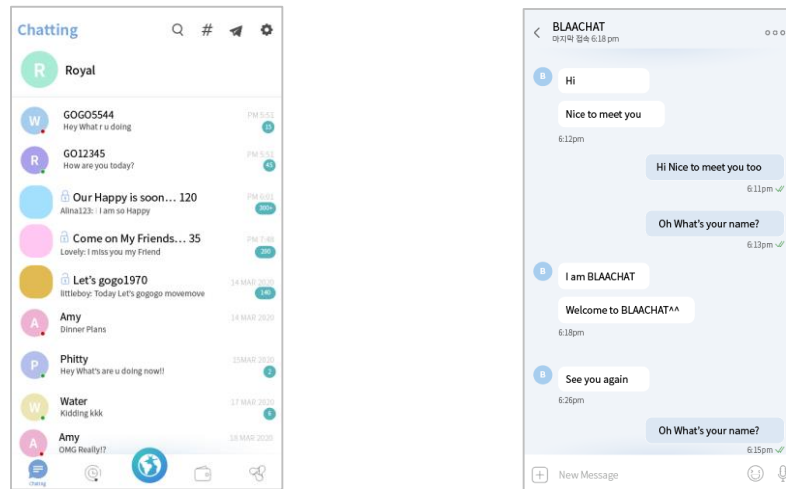 Chatting
#
R
Royal
W
GOGO5544
PM 5:51
Hey What r u doing
15
R
GO12345
PM 5:51
How are you today?
45
Our Happy is soon… 120
PM 6:01
Alina123: I am so Happy
300+
Come on My Friends… 35
PM 7:48
Lovely: I miss you my Friend
200
Let's gogo1970
14 MAR 2020
littleboy: Today Let's gogogo movemove
140
A
Amy
14 MAR 2020
Dinner Plans
P
Phitty
15MAR 2020
Hey What's are u doing now!!
2
W
Water
17 MAR 2020
Kidding kkk
A
Amy
18 MAR 2020
OMG Really!?
Chatting
BLAACHAT
마지막 접속 6:18 pm
B
Hi
Nice to meet you
6:12pm
Hi Nice to meet you too
6:11pm
Oh What's your name?
6:13pm
B
I am BLAACHAT
Welcome to BLAACHAT^^
6:18pm
B
See you again
6:26pm
Oh What's your name?
6:15pm
New Message